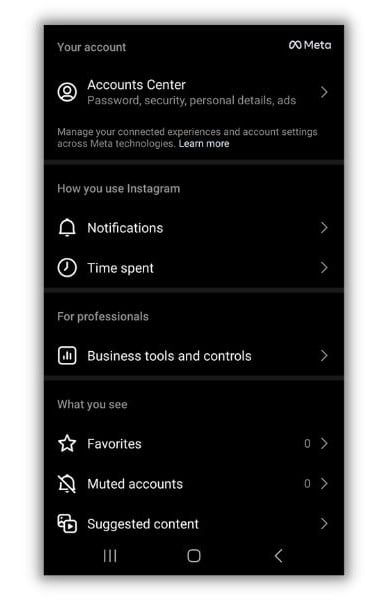 Your account
Meta
Accounts Center
Password, security, personal details, ads
Manage your connected experiences and account settings
across Meta technologies. Learn more
How you use Instagram
Notifications
Time spent
For professionals
Business tools and controls
What you see
Favorites
0
Muted accounts
0
Suggested content